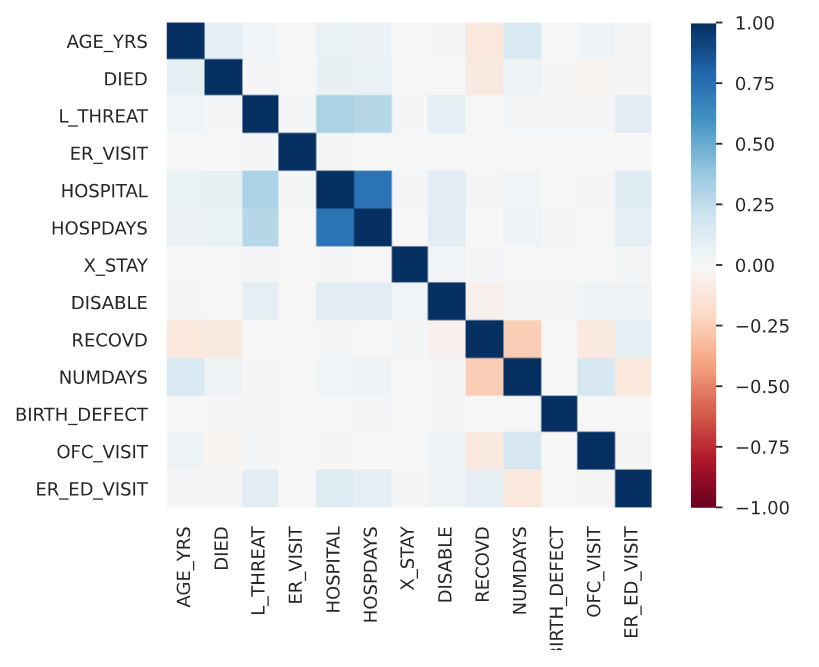 AGE_YRS
DIED
L_THREAT
ER_VISIT
HOSPITAL
HOSPDAYS
X_STAY
DISABLE
RECOVD
NUMDAYS
BIRTH_DEFECT
OFC_VISIT
ER_ED_VISIT
AGE_YRS
DIED
L_THREAT
ER_VISIT
HOSPITAL
HOSPDAYS
X_STAY
DISABLE
RECOVD
NUMDAYS
BIRTH_DEFECT
OFC_VISIT
ER_ED_VISIT
1.00
0.75
0.50
0.25
0.00
−0.25
−0.50
−0.75
−1.00